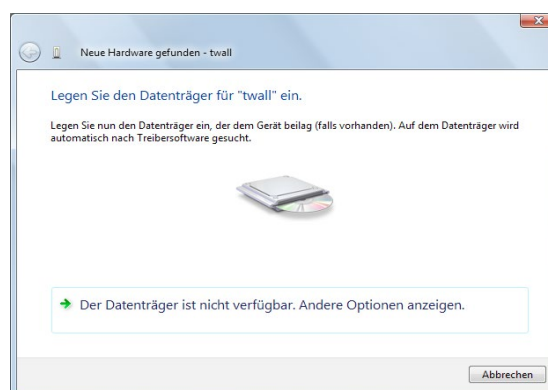 Neue Hardware gefunden - twall
Legen Sie den Datenträger für "twall" ein.
Legen Sie nun den Datenträger ein, der dem Gerät beilag (falls vorhanden). Auf dem Datenträger wird
automatisch nach Treibersoftware gesucht.
Der Datenträger ist nicht verfügbar. Andere Optionen anzeigen.
Abbrechen